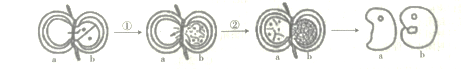 ① ②
a b a b a b a b